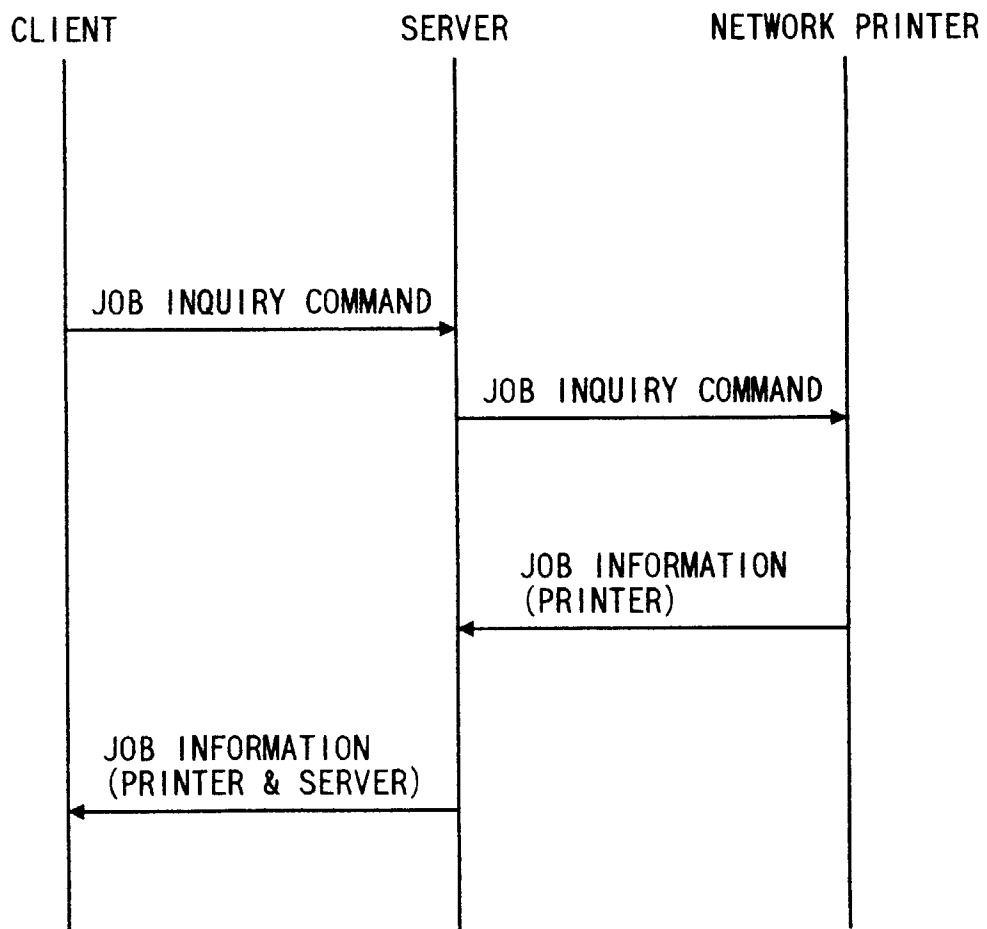 CLIENT
SERVER
NETWORK PRINTER
JOB INQUIRY COMMAND
JOB INQUIRY COMMAND
JOB INFORMATION
(PRINTER)
JOB INFORMATION
(PRINTER & SERVER)